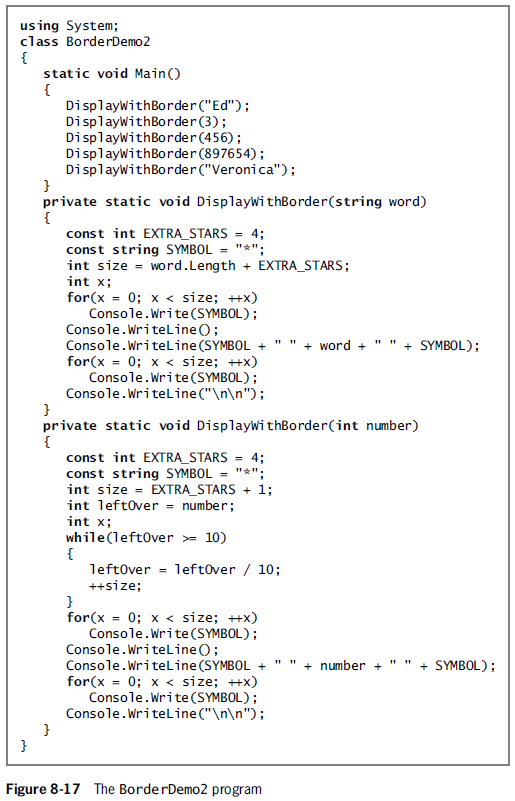 using System;
class BorderDemo2
{
   static void Main()
   {
      DisplayWithBorder("Ed");
      DisplayWithBorder(3);
      DisplayWithBorder(456);
      DisplayWithBorder(897654);
      DisplayWithBorder("Veronica");
   }
   private static void DisplayWithBorder(string word)
   {
      const int EXTRA_STARS = 4;
      const string SYMBOL = "*";
      int size = word.Length + EXTRA_STARS;
      int x;
      for(x = 0; x < size; ++x)
         Console.Write(SYMBOL);
      Console.WriteLine();
      Console.WriteLine(SYMBOL + " " + word + " " + SYMBOL);
      for(x = 0; x < size; ++x)
         Console.Write(SYMBOL);
      Console.WriteLine("\n\n");
   }
   private static void DisplayWithBorder(int number)
   {
      const int EXTRA_STARS = 4;
      const string SYMBOL = "*";
      int size = EXTRA_STARS + 1;
      int leftOver = number;
      int x;
      while(leftOver >= 10)
      {
         leftOver = leftOver / 10;
         ++size;
      }
      for(x = 0; x < size; ++x)
         Console.Write(SYMBOL);
      Console.WriteLine();
      Console.WriteLine(SYMBOL + " " + number + " " + SYMBOL);
      for(x = 0; x < size; ++x)
         Console.Write(SYMBOL);
      Console.WriteLine("\n\n");
   }
}
Figure 8-17 The BorderDemo2 program